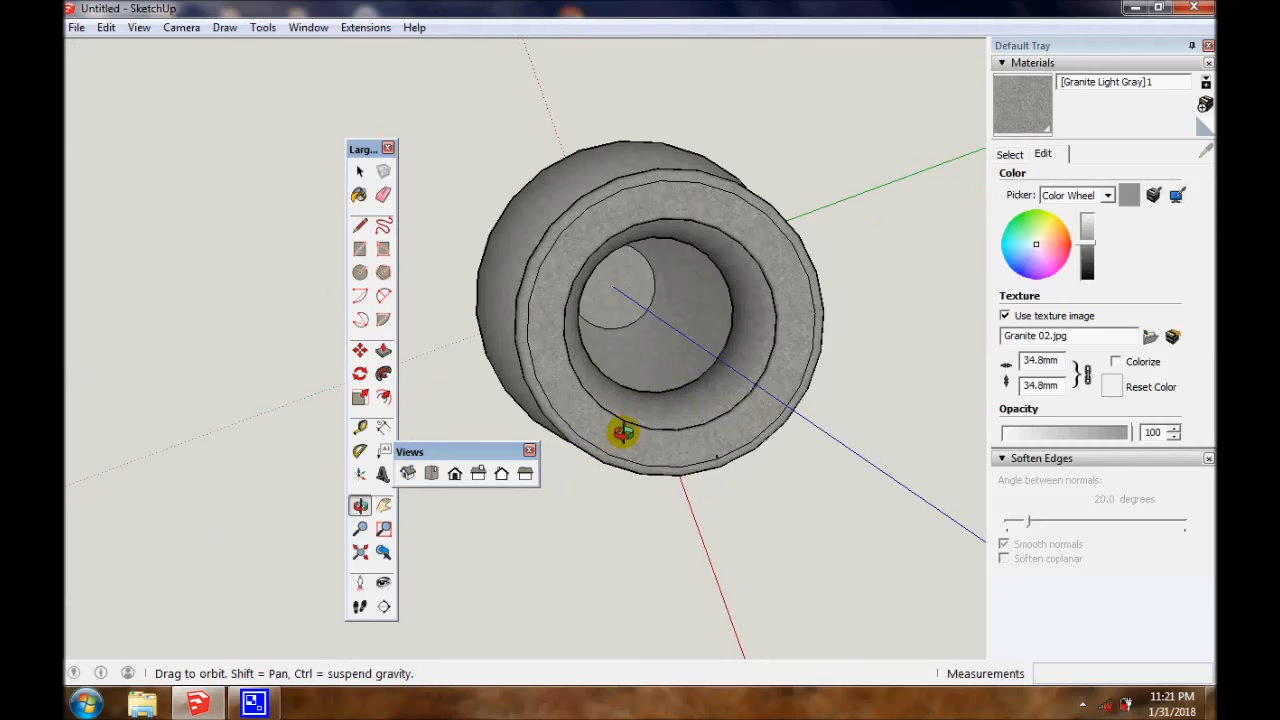 Untitled - SketchUp
File Edit View Camera Draw Tools Window Extensions Help
Default Tray
Materials
[Granite Light Gray]1
Select Edit
Color
Picker: Color Wheel
Texture
Use texture image
Granite 02.jpg
34.8mm
Colorize
34.8mm
Reset Color
Opacity
100
Soften Edges
Angle between normals:
20.0 degrees
Smooth normals
Soften coplanar
Larg...
A1
Views
Drag to orbit. Shift = Pan, Ctrl = suspend gravity.
Measurements
11:21 PM
1/31/2018